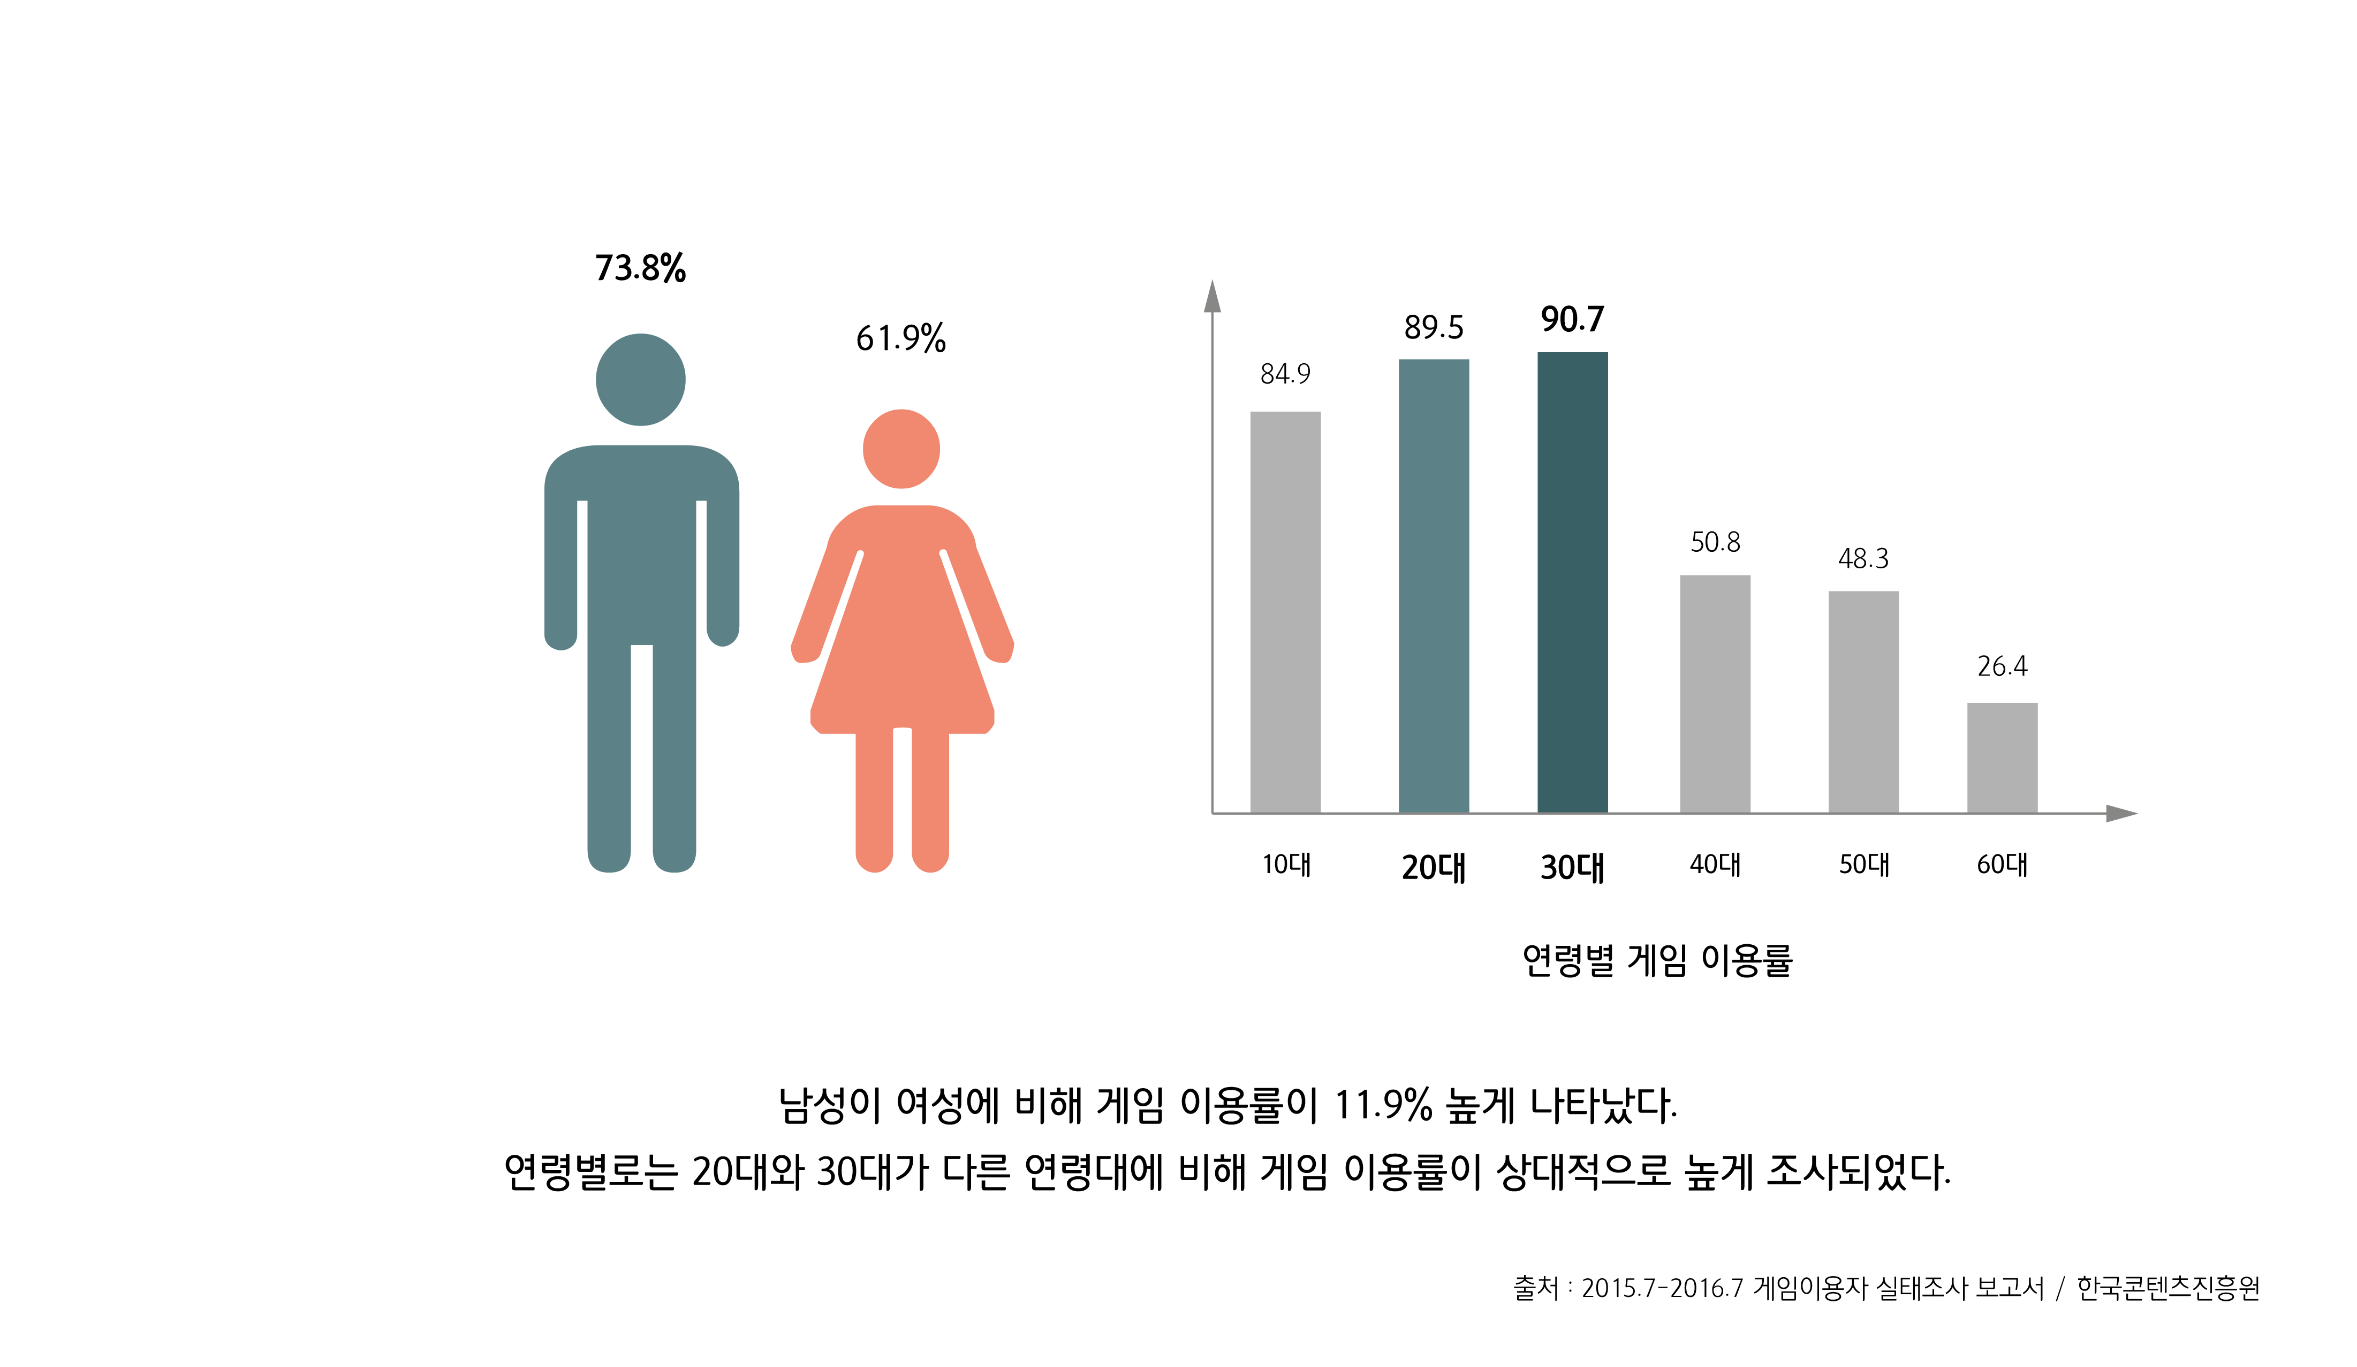 73.8%
61.9%
84.9
89.5
90.7
50.8
48.3
26.4
10대 20대 30대 40대 50대 60대
연령별 게임 이용률
남성이 여성에 비해 게임 이용률이 11.9% 높게 나타났다.
연령별로는 20대와 30대가 다른 연령대에 비해 게임 이용률이 상대적으로 높게 조사되었다.
출처 : 2015.7-2016.7 게임이용자 실태조사 보고서 / 한국콘텐츠진흥원